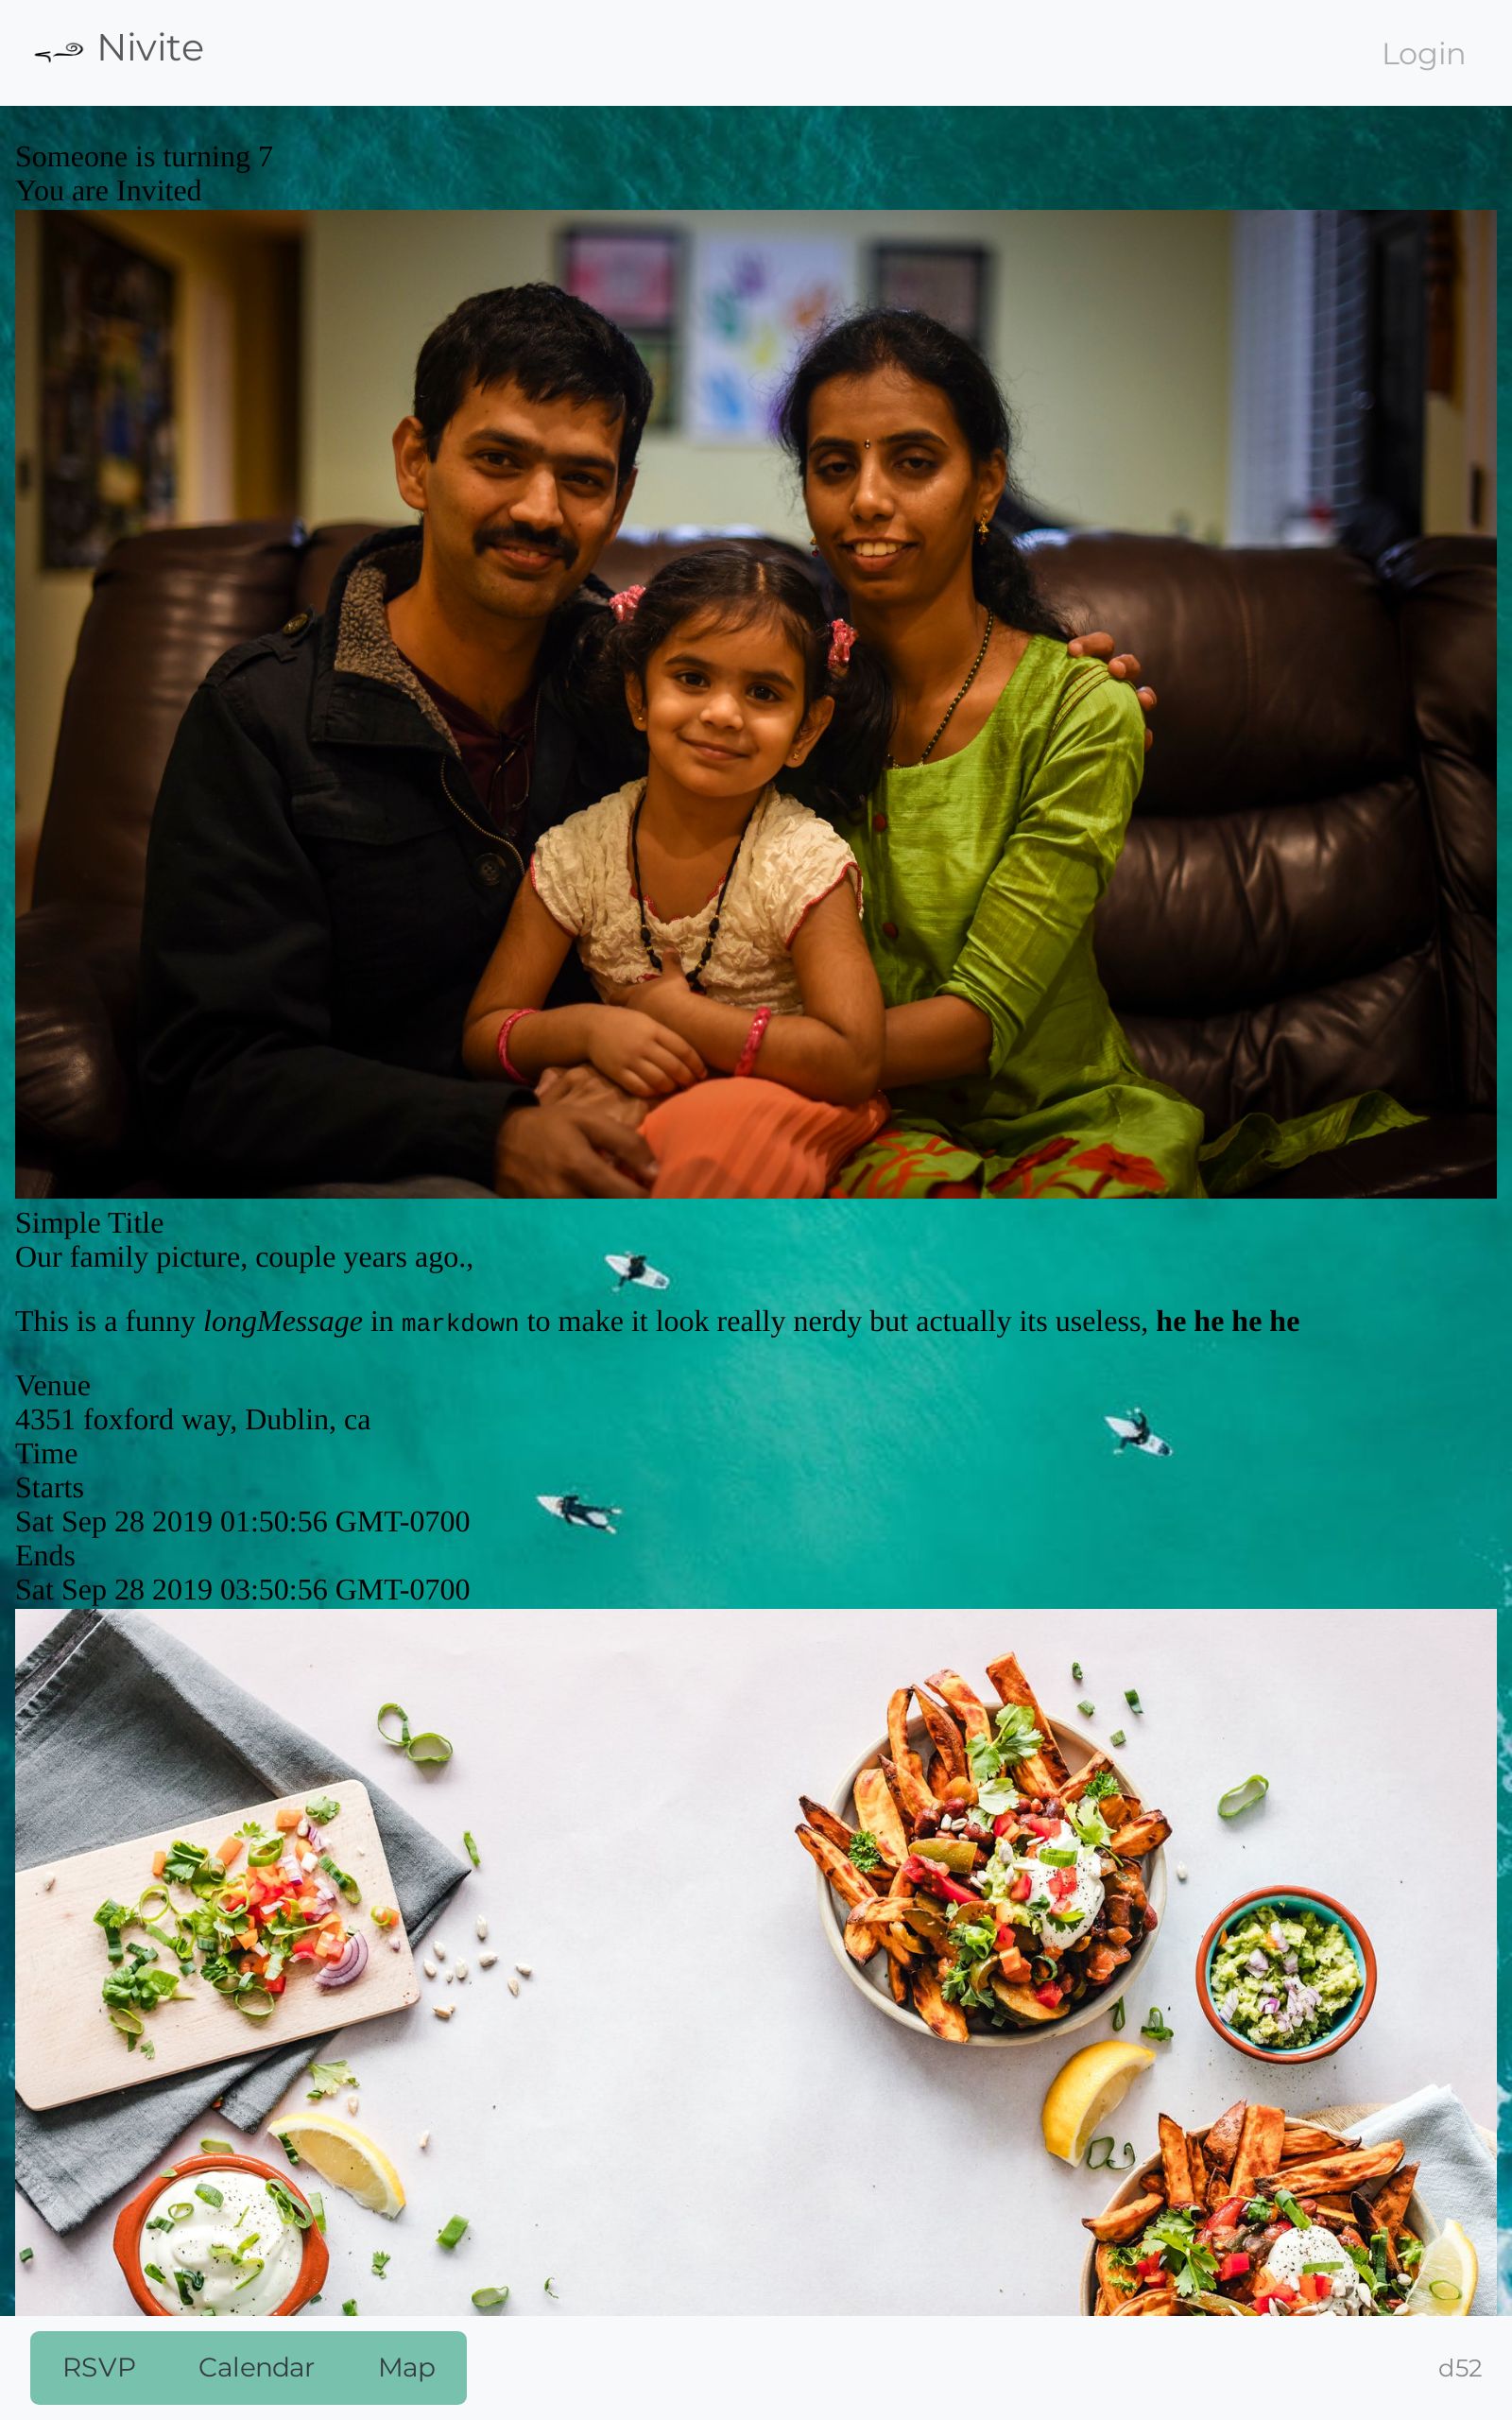 Nivite
Login
Someone is turning 7
You are Invited
Simple Title
Our family picture, couple years ago.,
This is a funny longMessage in markdown to make it look really nerdy but actually its useless, he he he he
Venue
4351 foxford way, Dublin, ca
Time
Starts
Sat Sep 28 2019 01:50:56 GMT-0700
Ends
Sat Sep 28 2019 03:50:56 GMT-0700
RSVP Calendar Map
d52